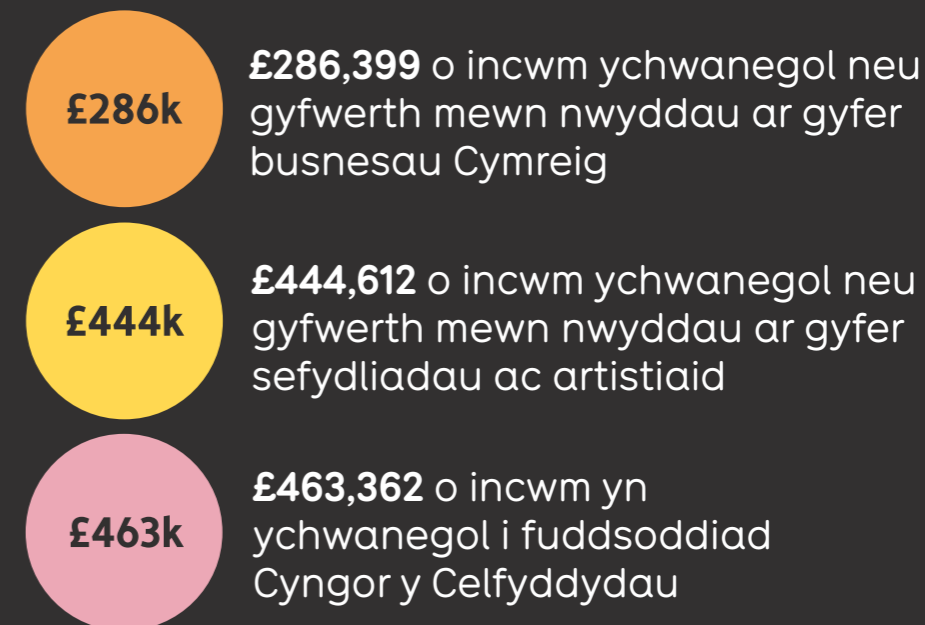 £286k
£286,399 o incwm ychwanegol neu
gyfwerth mewn nwyddau ar gyfer
busnesau Cymreig
£444k
£444,612 o incwm ychwanegol neu
gyfwerth mewn nwyddau ar gyfer
sefydliadau ac artistiaid
£463k
£463,362 o incwm yn
ychwanegol i fuddsoddiad
Cyngor y Celfyddydau